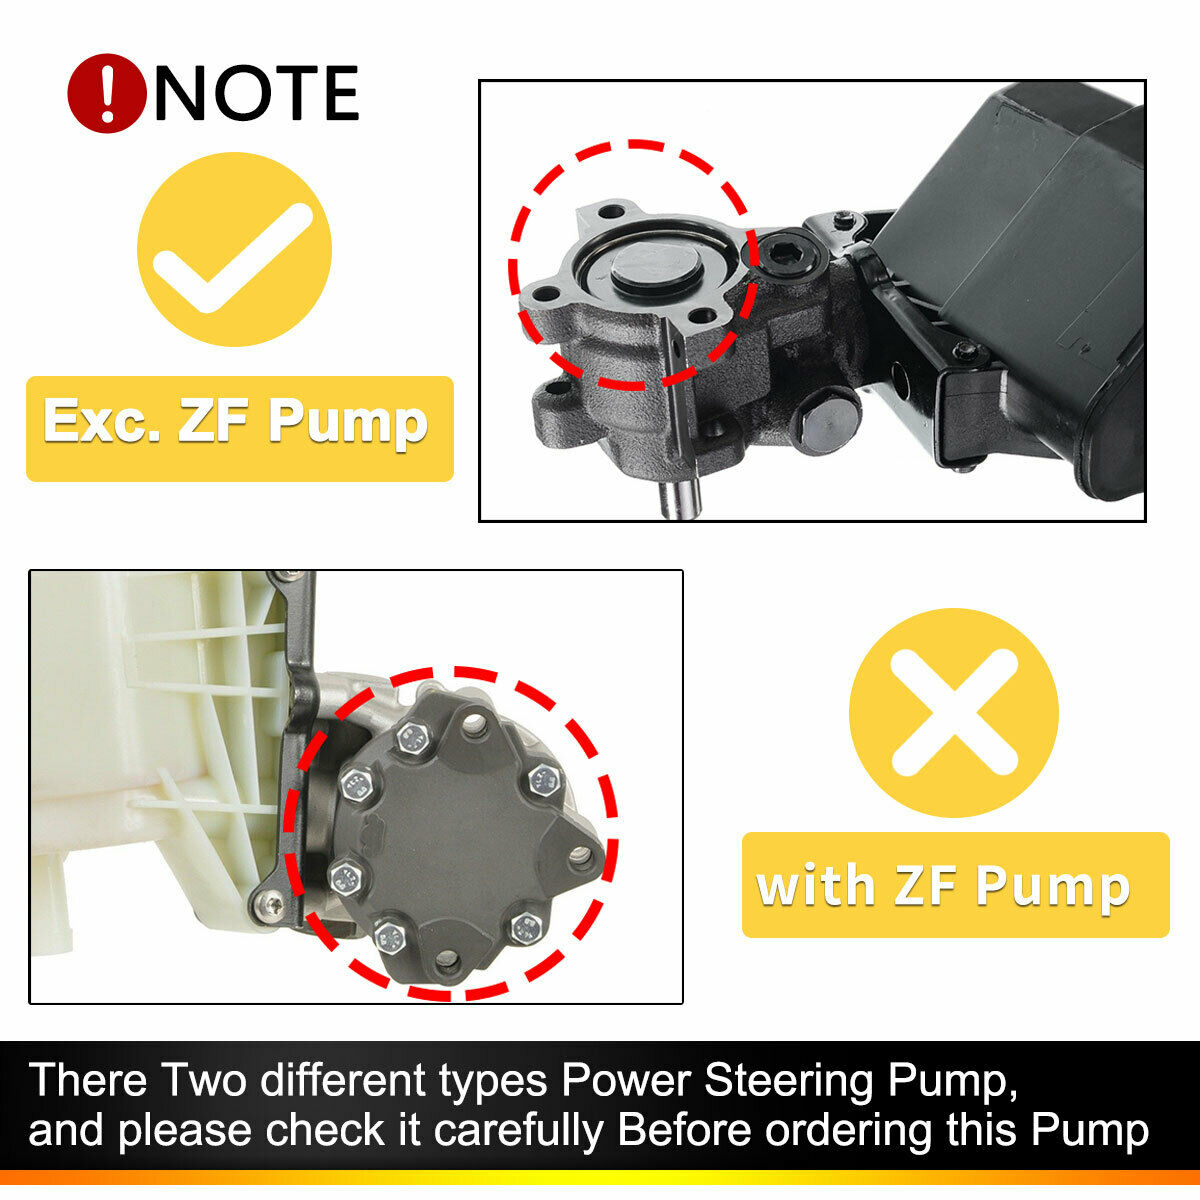 NOTE
Exc. ZF Pump
with ZF Pump
There Two different types Power Steering Pump,
and please check it carefully Before ordering this Pump